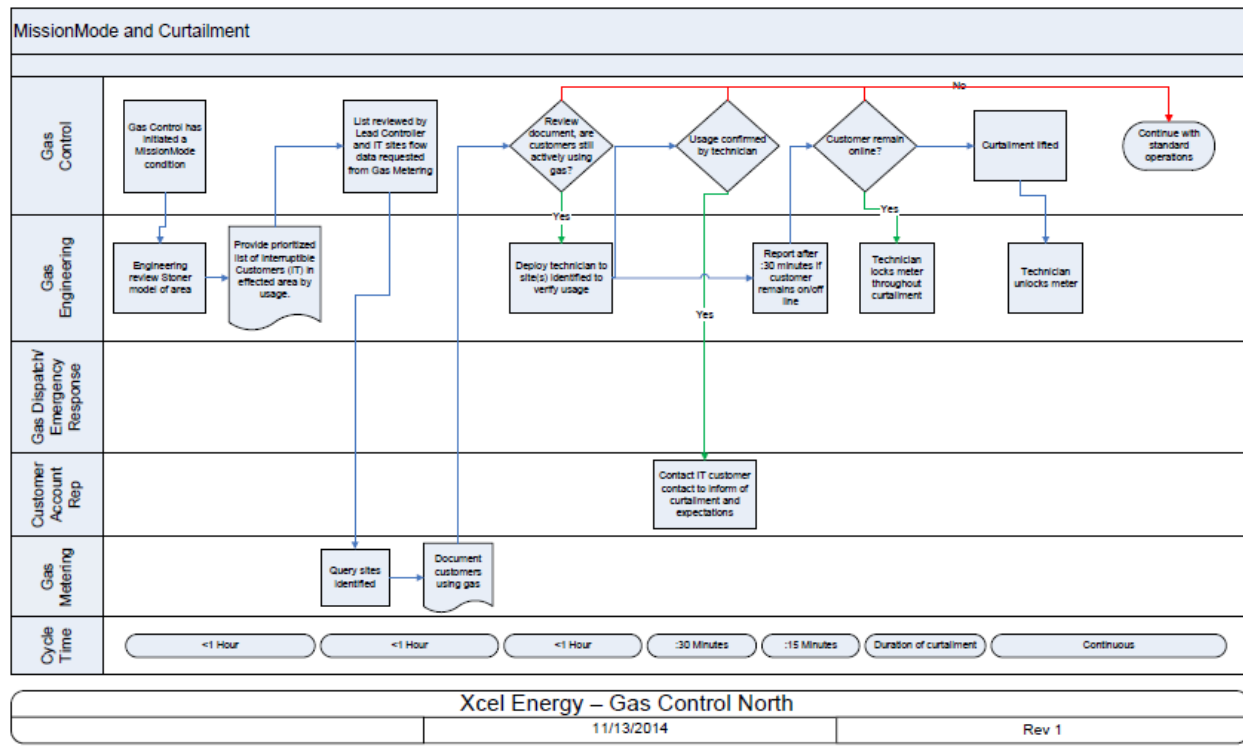 MissionMode and Curtailment
Gas
Control
Gas Control has
initiated a
MissionMode
condition
List reviewed by
Lead Controller
and IT sites flow
data requested
from Gas Metering
Review
document, are
customers still
actively using
gas?
Usage confirmed
by technician
Customer remain
online?
Curtailment lifted
No
Continue with
standard
operations
Gas
Engineering
Engineering
review Stoner
model of area
Provide prioritized
list of Interruptible
Customers (IT) in
effected area by
usage.
Yes
Deploy technician to
site(s) identified to
verify usage
Yes
Report after
:30 minutes if
customer
remains on/off
line
Yes
Technician
locks meter
throughout
curtailment
Technician
unlocks meter
Gas Dispatch/
Emergency
Response
Customer
Account
Rep
Contact IT customer
contact to inform of
curtailment and
expectations
Gas
Metering
Query sites
identified
Document
customers
using gas
Cycle
Time
<1 Hour
<1 Hour
<1 Hour
:30 Minutes
:15 Minutes
Duration of curtailment
Continuous
Xcel Energy – Gas Control North
11/13/2014
Rev 1